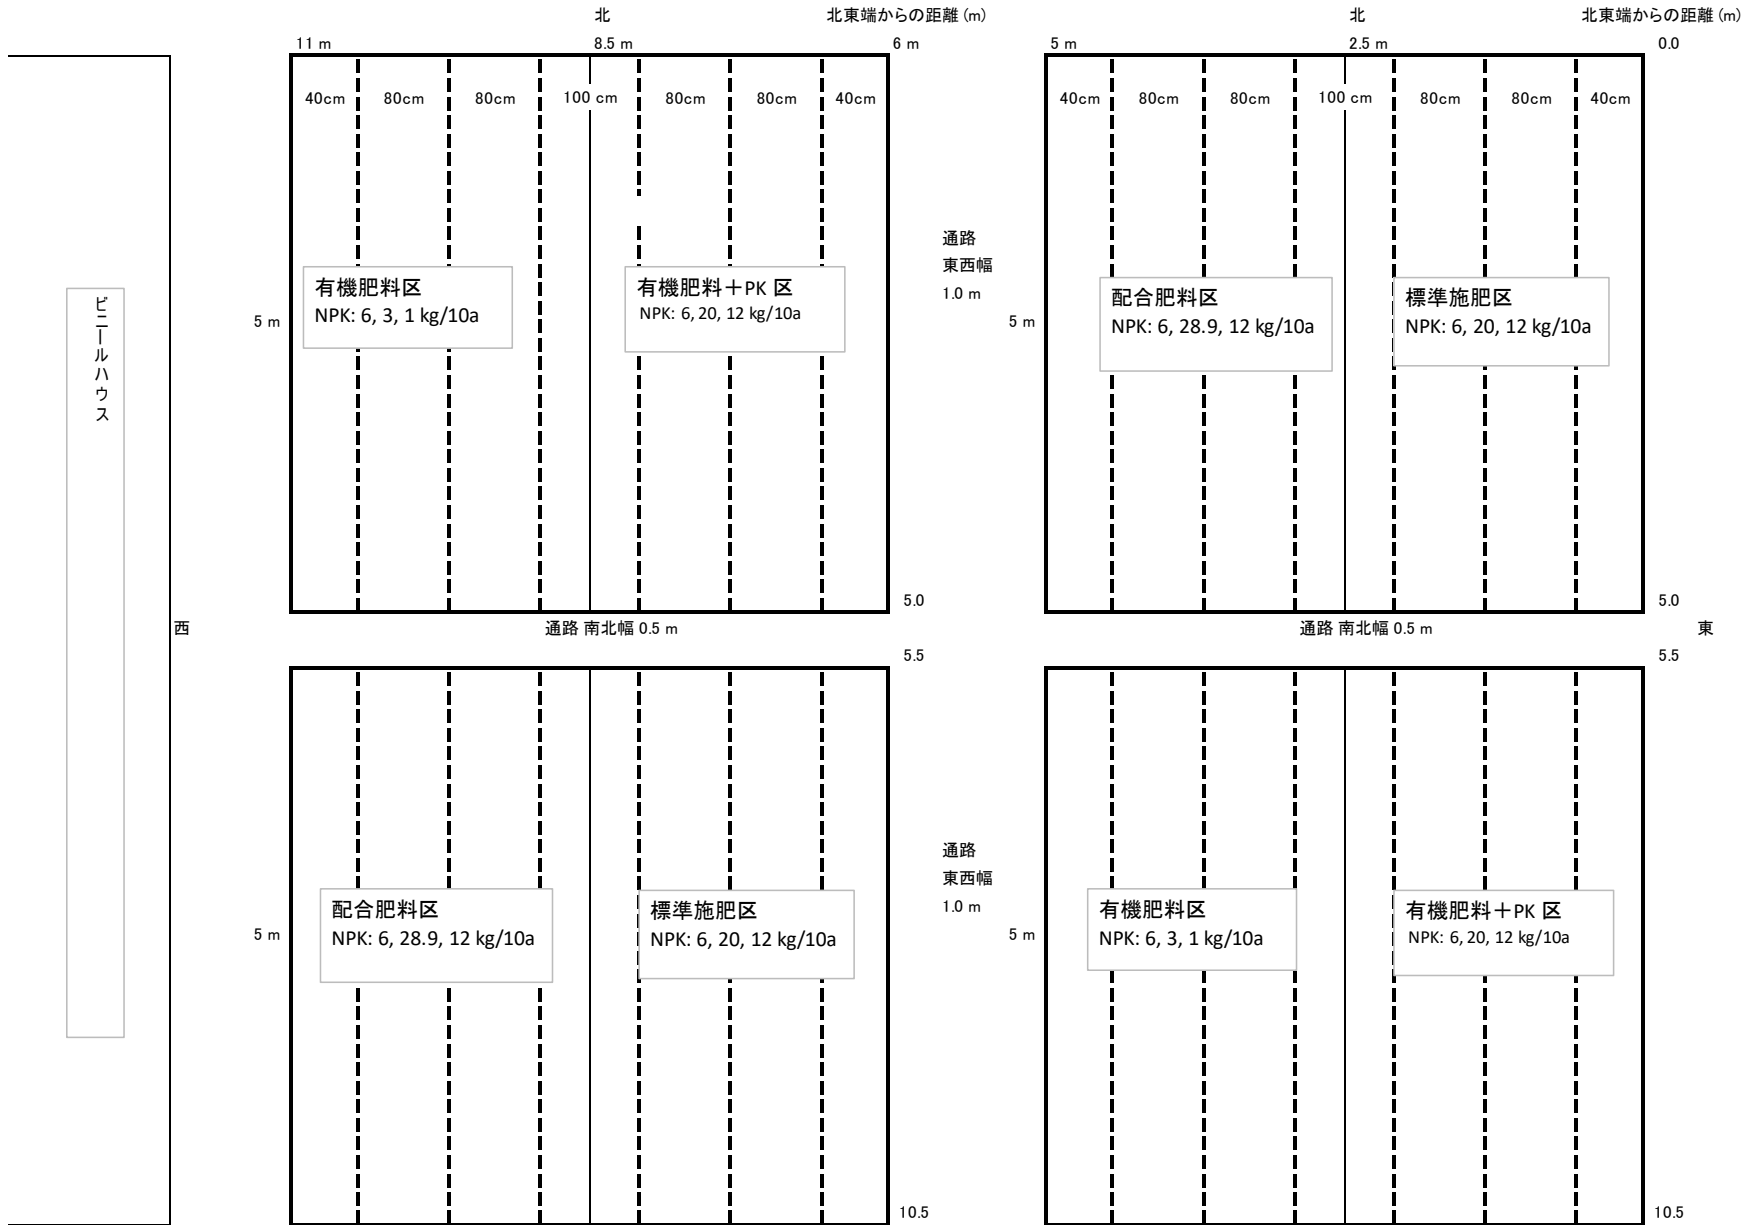 北 北東端からの距離 (m) 北 北東端からの距離 (m)
11 m 8.5 m 6 m 5 m 2.5 m 0.0
40cm 80cm 80cm 100 cm 80cm 80cm 40cm 40cm 80cm 80cm 100 cm 80cm 80cm 40cm
ビニールハウス
有機肥料区
NPK: 6, 3, 1 kg/10a
有機肥料＋PK 区
NPK: 6, 20, 12 kg/10a
通路
東西幅
1.0 m
配合肥料区
NPK: 6, 28.9, 12 kg/10a
標準施肥区
NPK: 6, 20, 12 kg/10a
5 m 5 m
5.0 5.0
西 通路 南北幅 0.5 m 通路 南北幅 0.5 m 東
5.5 5.5
配合肥料区
NPK: 6, 28.9, 12 kg/10a
標準施肥区
NPK: 6, 20, 12 kg/10a
通路
東西幅
1.0 m
有機肥料区
NPK: 6, 3, 1 kg/10a
有機肥料＋PK 区
NPK: 6, 20, 12 kg/10a
5 m 5 m
10.5 10.5